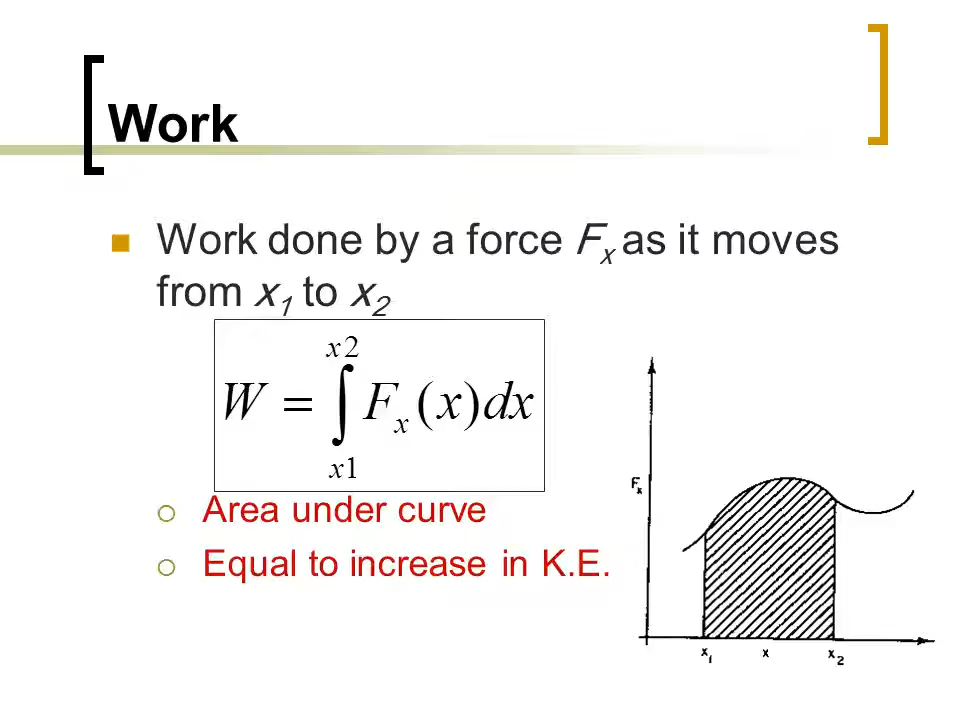 Work
Work done by a force Fx as it moves
from x1 to x2
x2
W = ∫ Fx(x)dx
x1
Area under curve
Equal to increase in K.E.
Fx
x1 x x2